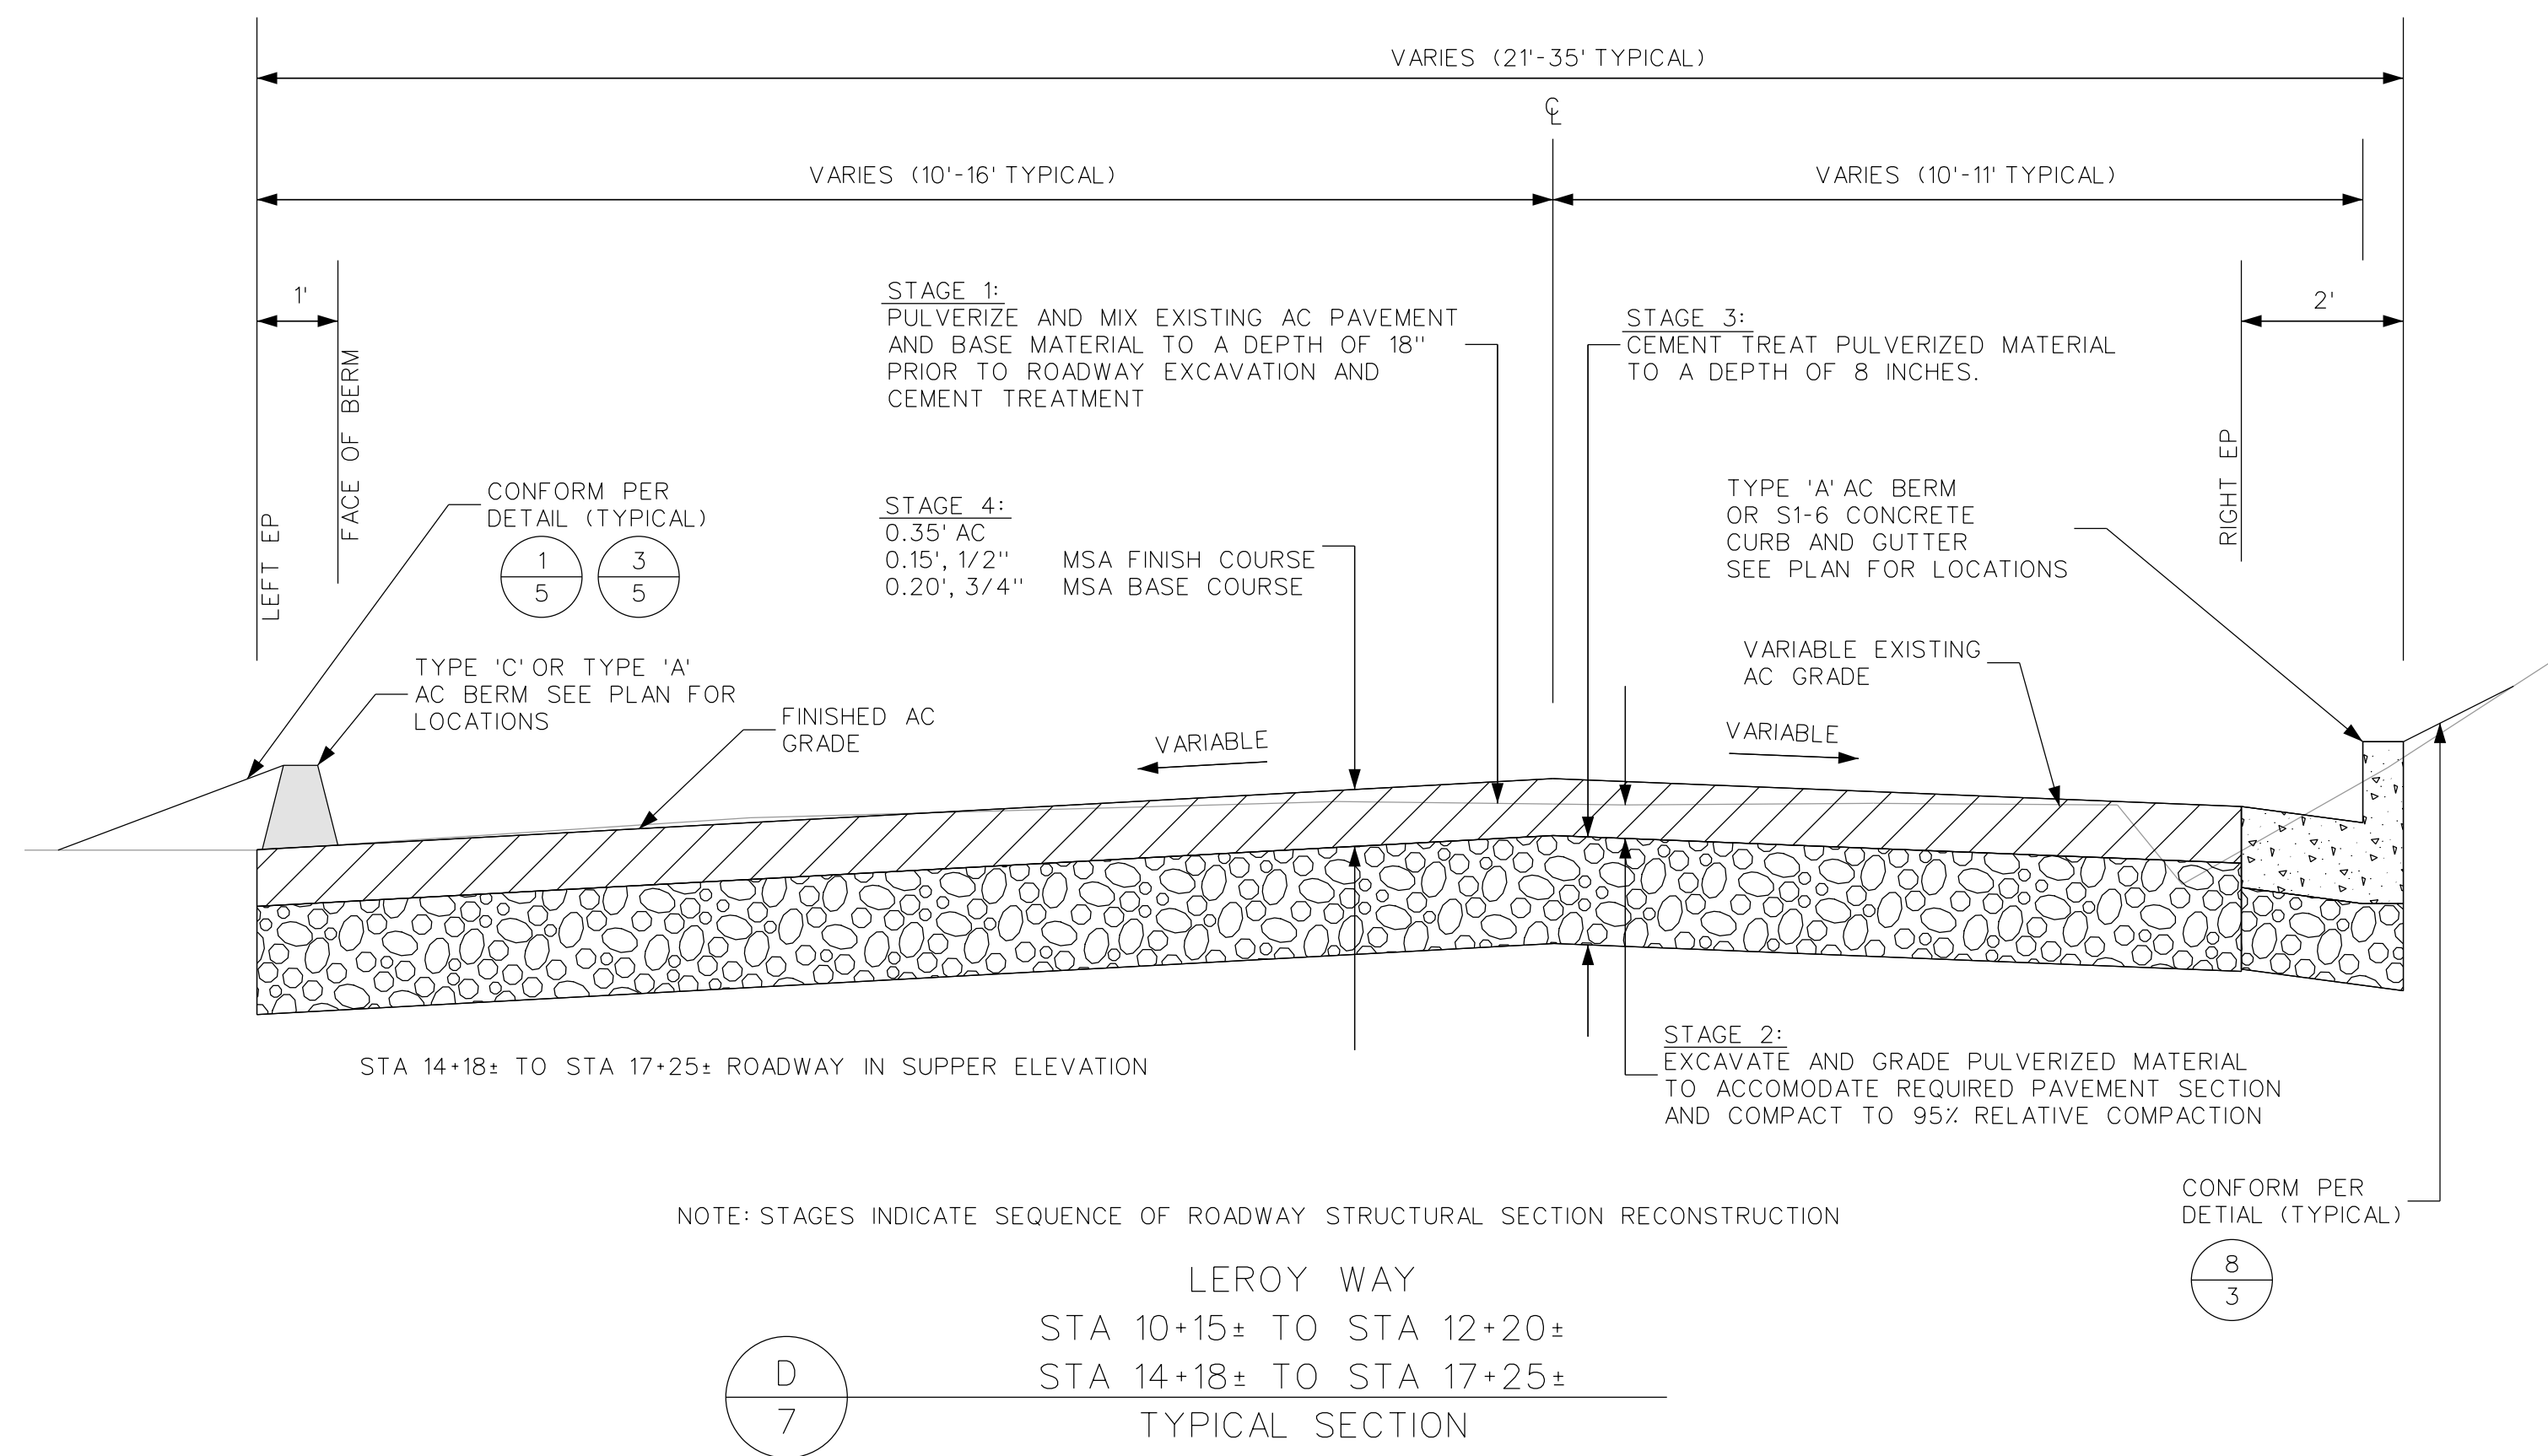 VARIES (21'-35' TYPICAL)
℄
VARIES (10'-16' TYPICAL)
VARIES (10'-11' TYPICAL)
1'
2'
LEFT EP
FACE OF BERM
RIGHT EP
STAGE 1:
PULVERIZE AND MIX EXISTING AC PAVEMENT
AND BASE MATERIAL TO A DEPTH OF 18"
PRIOR TO ROADWAY EXCAVATION AND
CEMENT TREATMENT
STAGE 3:
CEMENT TREAT PULVERIZED MATERIAL
TO A DEPTH OF 8 INCHES.
CONFORM PER
DETAIL (TYPICAL)
1
5
3
5
STAGE 4:
0.35' AC
0.15', 1/2" MSA FINISH COURSE
0.20', 3/4" MSA BASE COURSE
TYPE 'A' AC BERM
OR S1-6 CONCRETE
CURB AND GUTTER
SEE PLAN FOR LOCATIONS
TYPE 'C' OR TYPE 'A'
AC BERM SEE PLAN FOR
LOCATIONS
FINISHED AC
GRADE
VARIABLE
VARIABLE
VARIABLE EXISTING
AC GRADE
STA 14+18± TO STA 17+25± ROADWAY IN SUPPER ELEVATION
STAGE 2:
EXCAVATE AND GRADE PULVERIZED MATERIAL
TO ACCOMODATE REQUIRED PAVEMENT SECTION
AND COMPACT TO 95% RELATIVE COMPACTION
CONFORM PER
DETIAL (TYPICAL)
8
3
NOTE: STAGES INDICATE SEQUENCE OF ROADWAY STRUCTURAL SECTION RECONSTRUCTION
LEROY WAY
STA 10+15± TO STA 12+20±
STA 14+18± TO STA 17+25±
TYPICAL SECTION
D
7